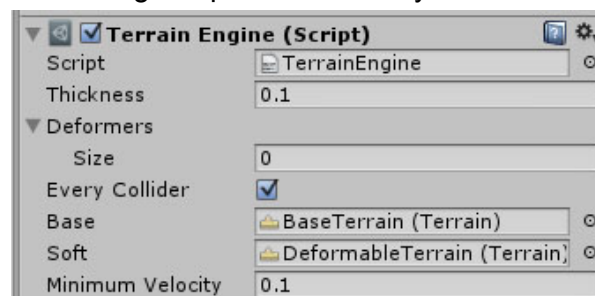 Terrain Engine (Script)
Script TerrainEngine
Thickness 0.1
Deformers
Size 0
Every Collider
Base BaseTerrain (Terrain)
Soft DeformableTerrain (Terrain)
Minimum Velocity 0.1